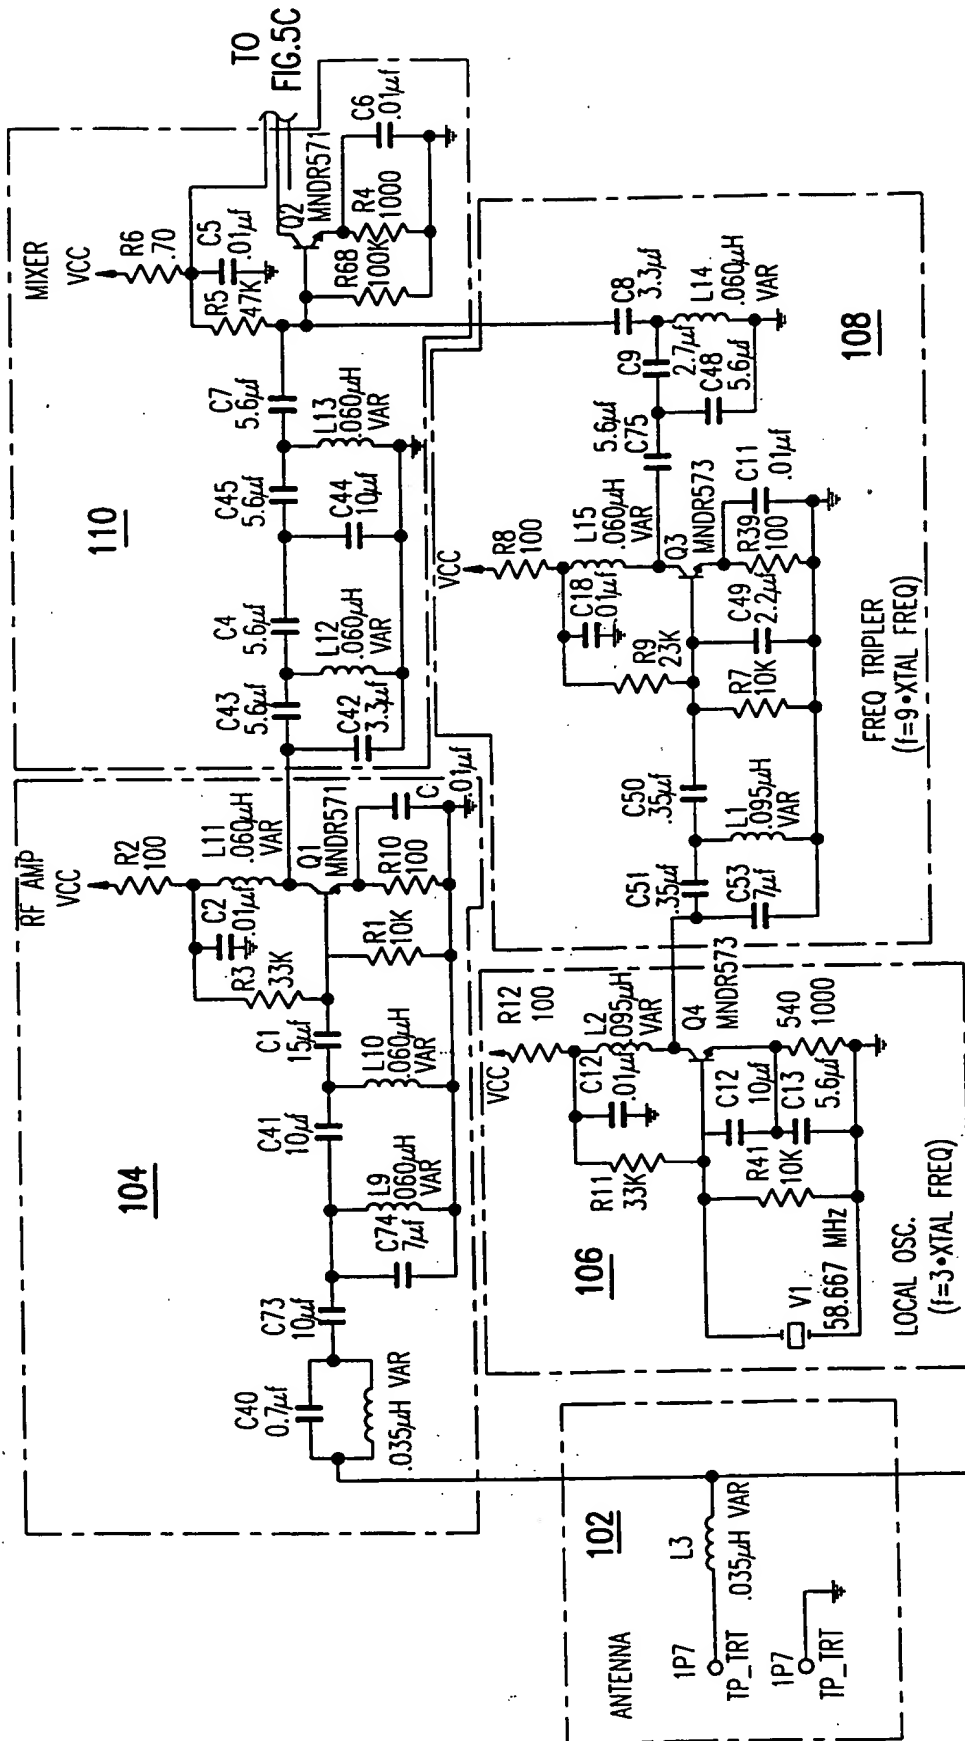 TO
FIG.5C
MIXER
VCC
R6
.70
C5
.01µf
R5
47K
Q2
MNDR571
C6
.01µf
R4
1000
R68
100K
C7
5.6µf
L13
.060µH
VAR
C45
5.6µf
C44
10µf
110
C4
5.6µf
L12
.060µH
VAR
C43
5.6µf
C42
3.3µf
RF AMP
VCC
R2
100
L11
.060µH
VAR
C2
.01µf
R3
33K
Q1
MNDR571
C
.01µf
R10
100
R1
10K
C1
15µf
L10
.060µH
VAR
C41
10µf
L9
.060µH
VAR
C74
7µf
104
C73
10µf
C40
0.7µf
.035µH VAR
C8
3.3µf
L14
.060µH
VAR
C9
2.7µf
C48
5.6µf
108
5.6µf
C75
L15
.060µH
VAR
R8
100
VCC
C18
.01µf
R9
23K
Q3
MNDR573
C11
.01µf
R39
100
C49
2.2µf
R7
10K
C50
.35µf
L1
.095µH
VAR
C51
.35µf
C53
7µf
FREQ TRIPLER
(f=9•XTAL FREQ)
R12
100
VCC
L2
.095µH
VAR
C12
.01µf
R11
33K
Q4
MNDR573
540
1000
C12
10µf
C13
5.6µf
R41
10K
V1
58.667 MHz
106
LOCAL OSC.
(f=3•XTAL FREQ)
102
ANTENNA
L3
.035µH VAR
1P7
TP_TRT
1P7
TP_TRT